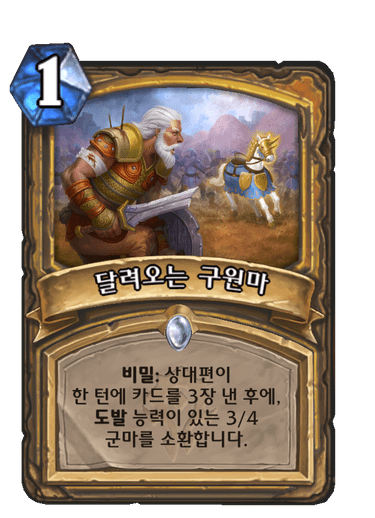 1
달려오는 구원마
비밀: 상대편이
한 턴에 카드를 3장 낸 후에,
도발 능력이 있는 3/4
군마를 소환합니다.